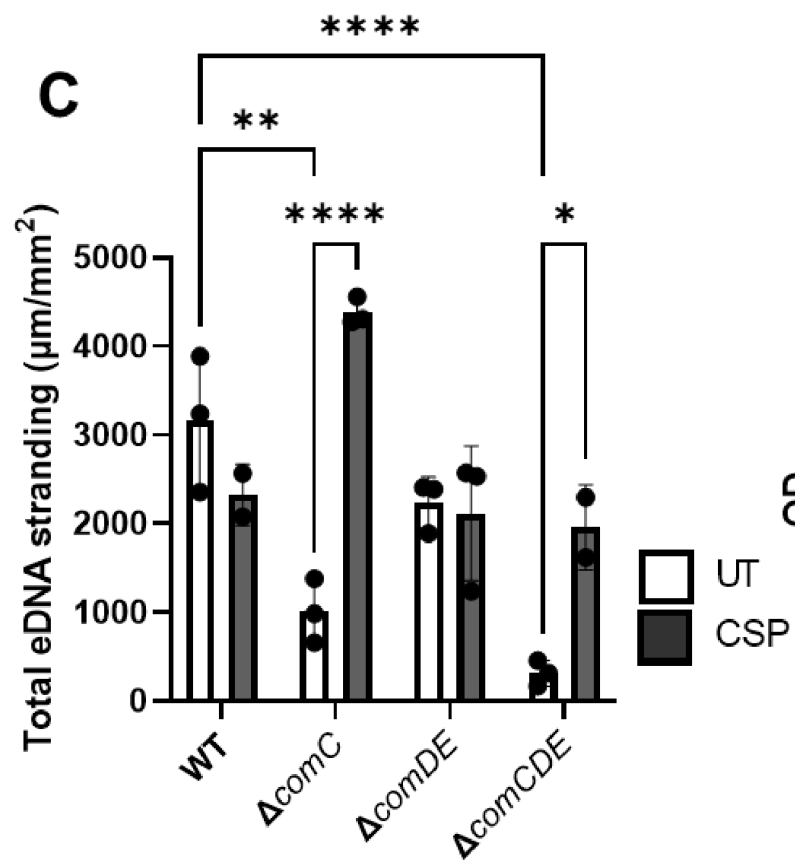 ****
C
**
****
*
Total eDNA stranding (µm/mm²)
5000
4000
3000
2000
1000
0
UT
CSP
WT
ΔcomC
ΔcomDE
ΔcomCDE